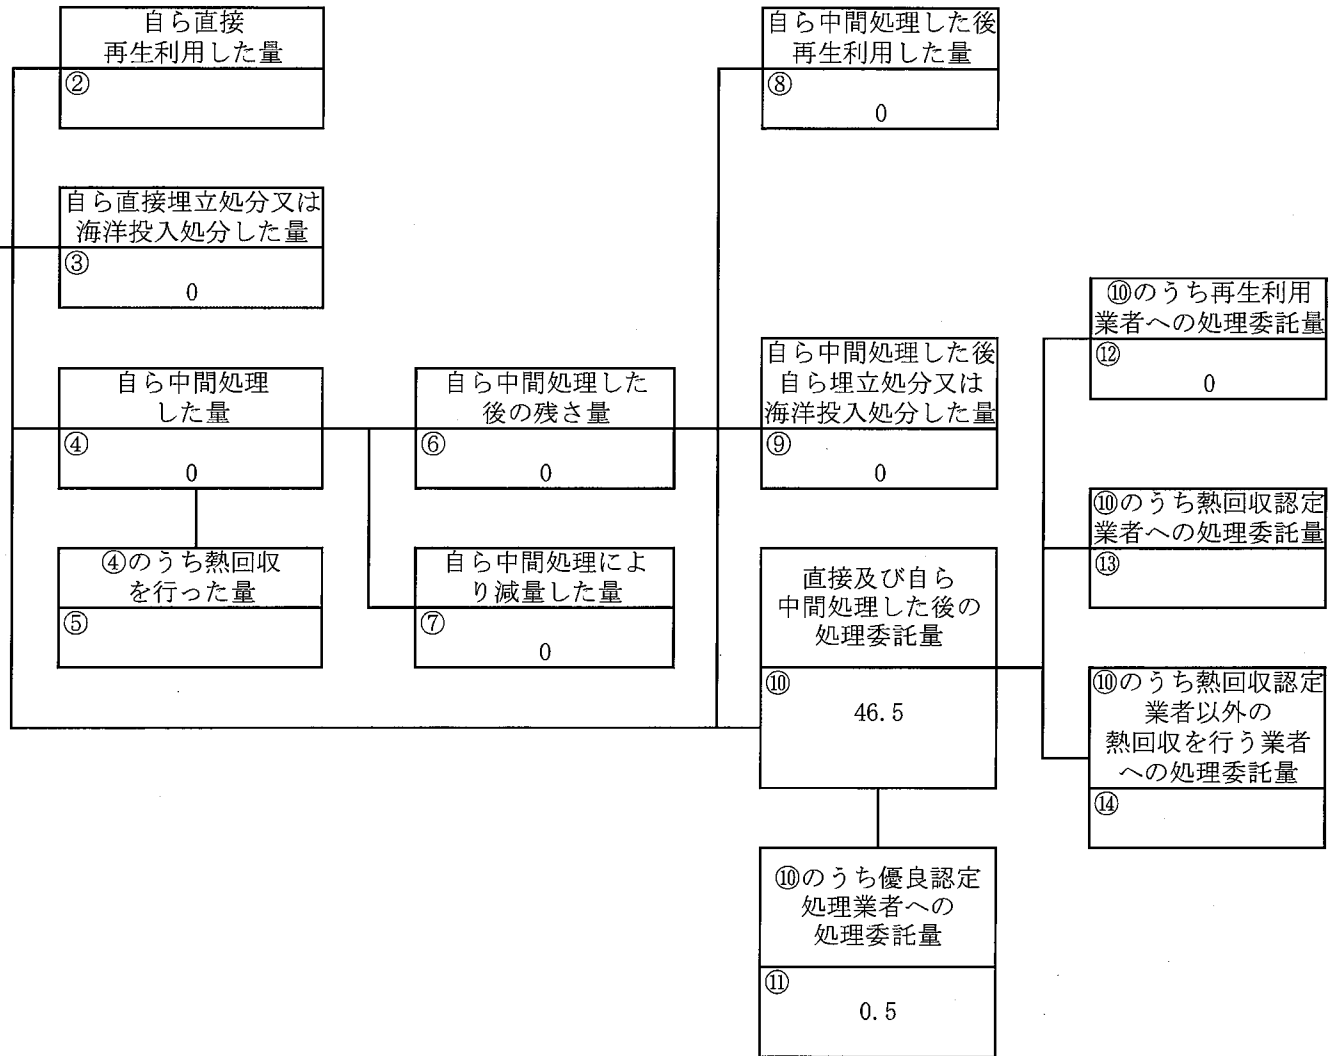 自ら直接
再生利用した量
②
自ら中間処理した後
再生利用した量
⑧
0
自ら直接埋立処分又は
海洋投入処分した量
③
0
⑩のうち再生利用
業者への処理委託量
⑫
0
自ら中間処理
した量
④
0
自ら中間処理した
後の残さ量
⑥
0
自ら中間処理した後
自ら埋立処分又は
海洋投入処分した量
⑨
0
⑩のうち熱回収認定
業者への処理委託量
⑬
④のうち熱回収
を行った量
⑤
自ら中間処理によ
り減量した量
⑦
0
直接及び自ら
中間処理した後の
処理委託量
⑩
46.5
⑩のうち熱回収認定
業者以外の
熱回収を行う業者
への処理委託量
⑭
⑩のうち優良認定
処理業者への
処理委託量
⑪
0.5